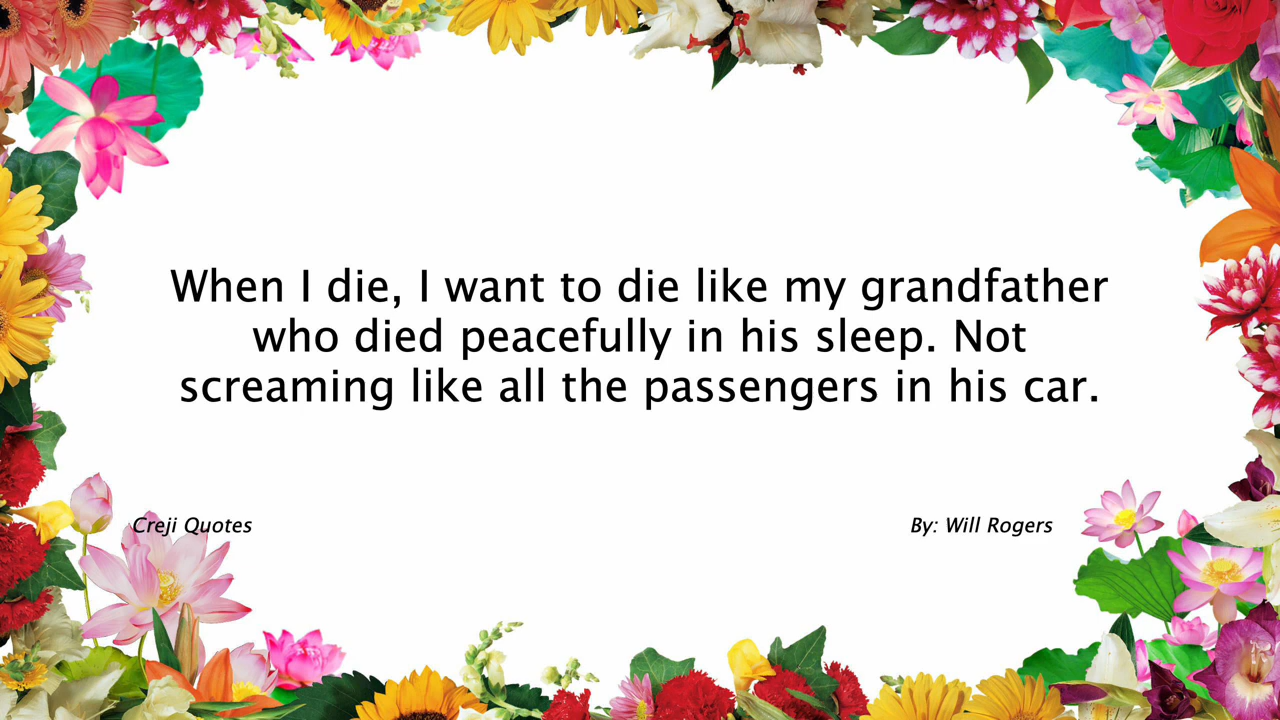 When I die, I want to die like my grandfather
who died peacefully in his sleep. Not
screaming like all the passengers in his car.
Creji Quotes
By: Will Rogers